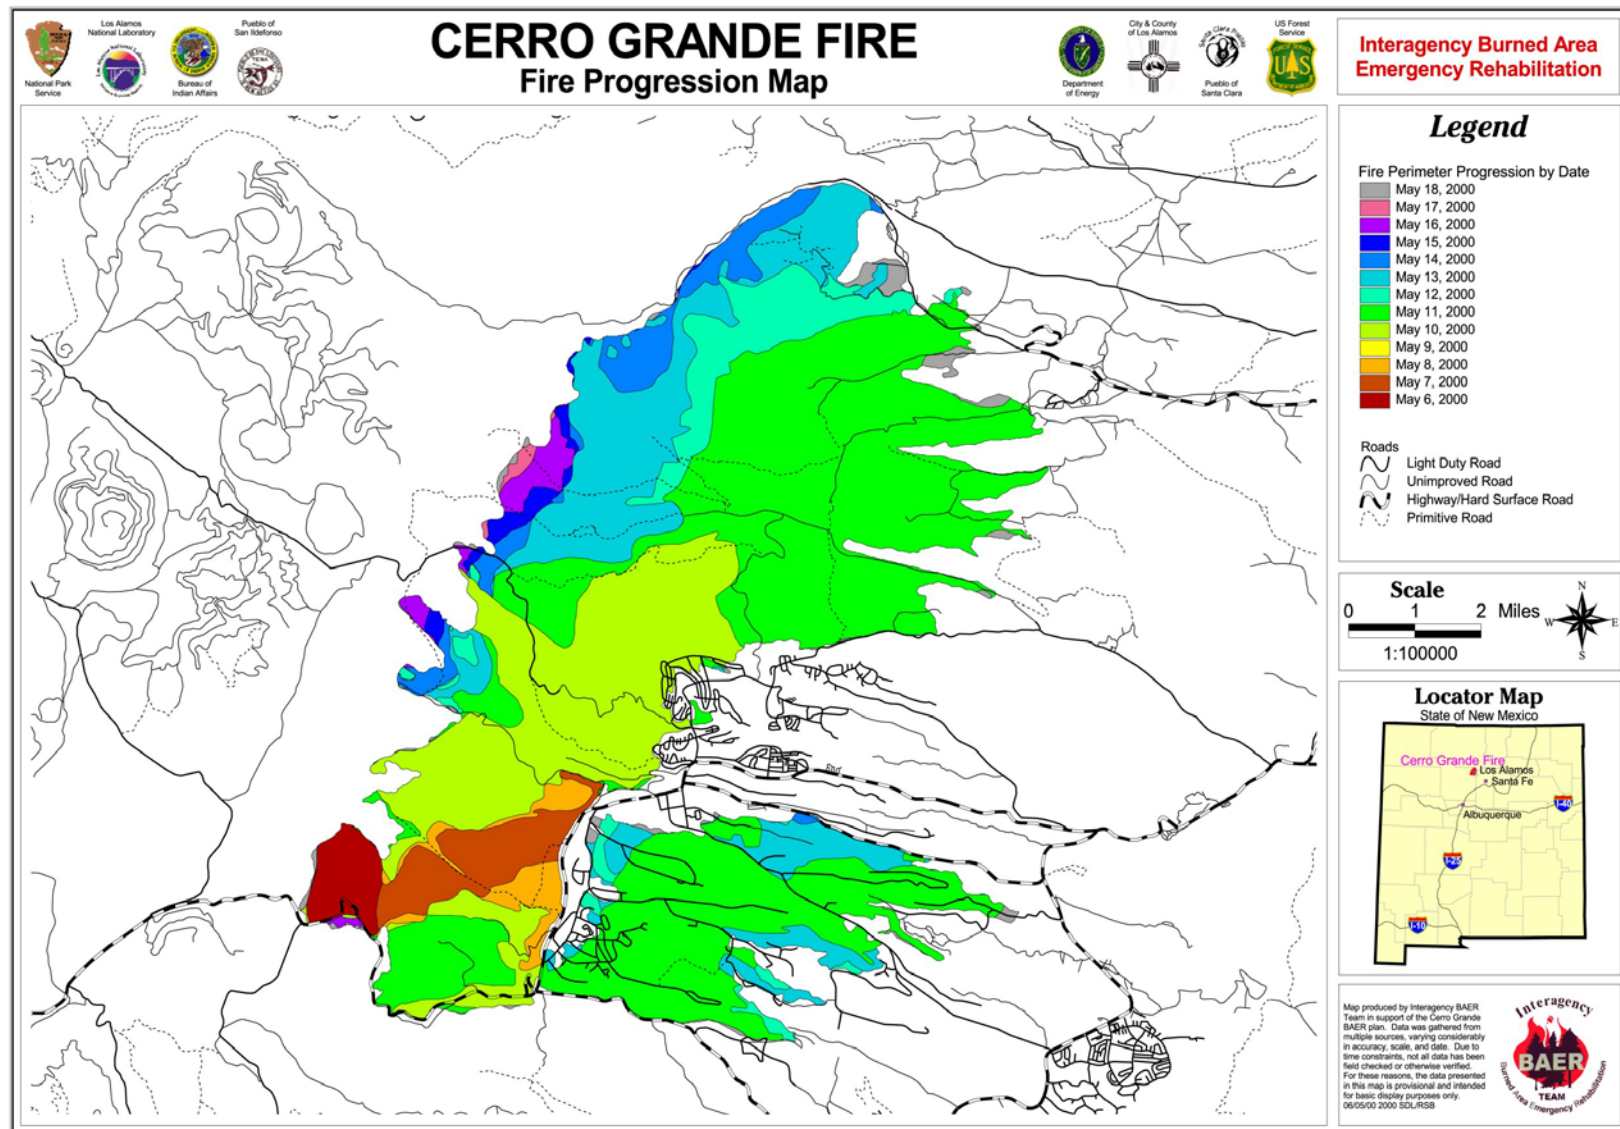 CERRO GRANDE FIRE
Fire Progression Map
National Park
Service
Los Alamos
National Laboratory
Bureau of
Indian Affairs
Pueblo of
San Ildefonso
Department
of Energy
City & County
of Los Alamos
Pueblo of
Santa Clara
US Forest
Service
Interagency Burned Area
Emergency Rehabilitation
Legend
Fire Perimeter Progression by Date
May 18, 2000
May 17, 2000
May 16, 2000
May 15, 2000
May 14, 2000
May 13, 2000
May 12, 2000
May 11, 2000
May 10, 2000
May 9, 2000
May 8, 2000
May 7, 2000
May 6, 2000
Roads
Light Duty Road
Unimproved Road
Highway/Hard Surface Road
Primitive Road
Scale
0 1 2 Miles
1:100000
N
W E
S
Locator Map
State of New Mexico
Cerro Grande Fire
Los Alamos
Santa Fe
I-40
Albuquerque
I-25
I-10
Map produced by Interagency BAER
Team in support of the Cerro Grande
BAER plan. Data was gathered from
multiple sources, varying considerably
in accuracy, scale, and date. Due to
time constraints, not all data has been
field checked or otherwise verified.
For these reasons, the data presented
in this map is provisional and intended
for basic display purposes only.
06/05/00 2000 SDL/RSB
Interagency
BAER
TEAM
Burned Area Emergency Rehabilitation